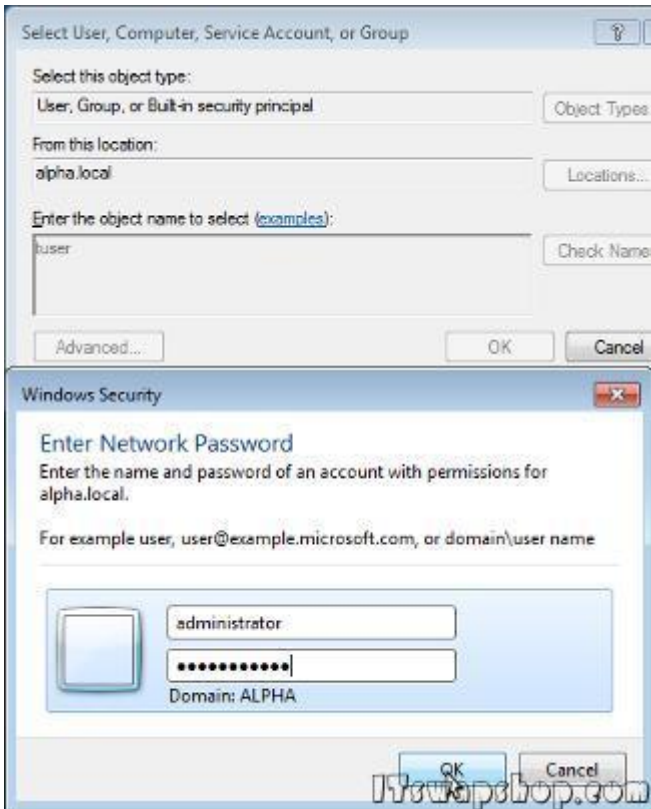 Select User, Computer, Service Account, or Group
Select this object type:
User, Group, or Built-in security principal
Object Types
From this location:
alpha.local
Locations...
Enter the object name to select (examples):
tuser
Check Name
Advanced...
OK
Cancel
Windows Security
Enter Network Password
Enter the name and password of an account with permissions for
alpha.local.
For example user, user@example.microsoft.com, or domain\user name
administrator
●●●●●●●●●●●
Domain: ALPHA
OK
Cancel
ITswapshop.com